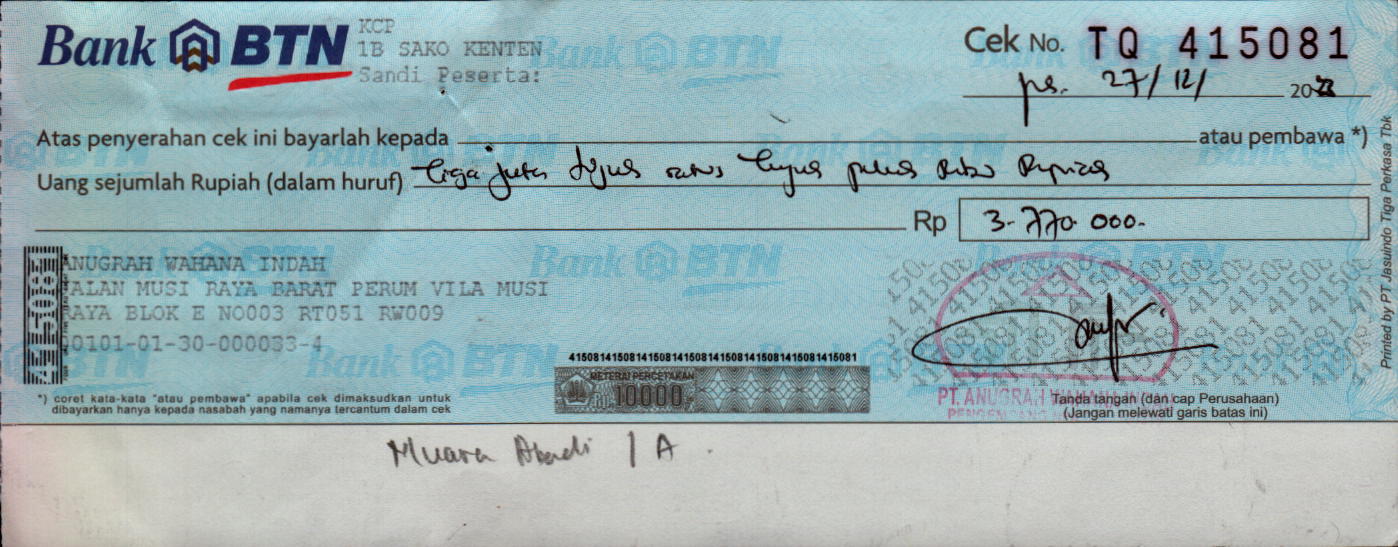 Bank BTN
KCP
1B SAKO KENTEN
Sandi Peserta:
Cek No. TQ 415081
27/12/ 20
Atas penyerahan cek ini bayarlah kepada atau pembawa *)
Uang sejumlah Rupiah (dalam huruf) tiga juta tujuh ratus tujuh puluh ribu Rupiah
Rp 3.770.000.-
ANUGRAH WAHANA INDAH
JALAN MUSI RAYA BARAT PERUM VILA MUSI
RAYA BLOK E NO003 RT051 RW009
00101-01-30-000033-4
415081415081415081415081415081415081415081415081415081
METERAI PERCETAKAN
10000
*) coret kata-kata "atau pembawa" apabila cek dimaksudkan untuk
dibayarkan hanya kepada nasabah yang namanya tercantum dalam cek
PT. ANUGRAH
Tanda tangan (dan cap Perusahaan)
(Jangan melewati garis batas ini)
Printed by PT Jasuindo Tiga Perkasa Tbk
415081
Muara Abadi / A.